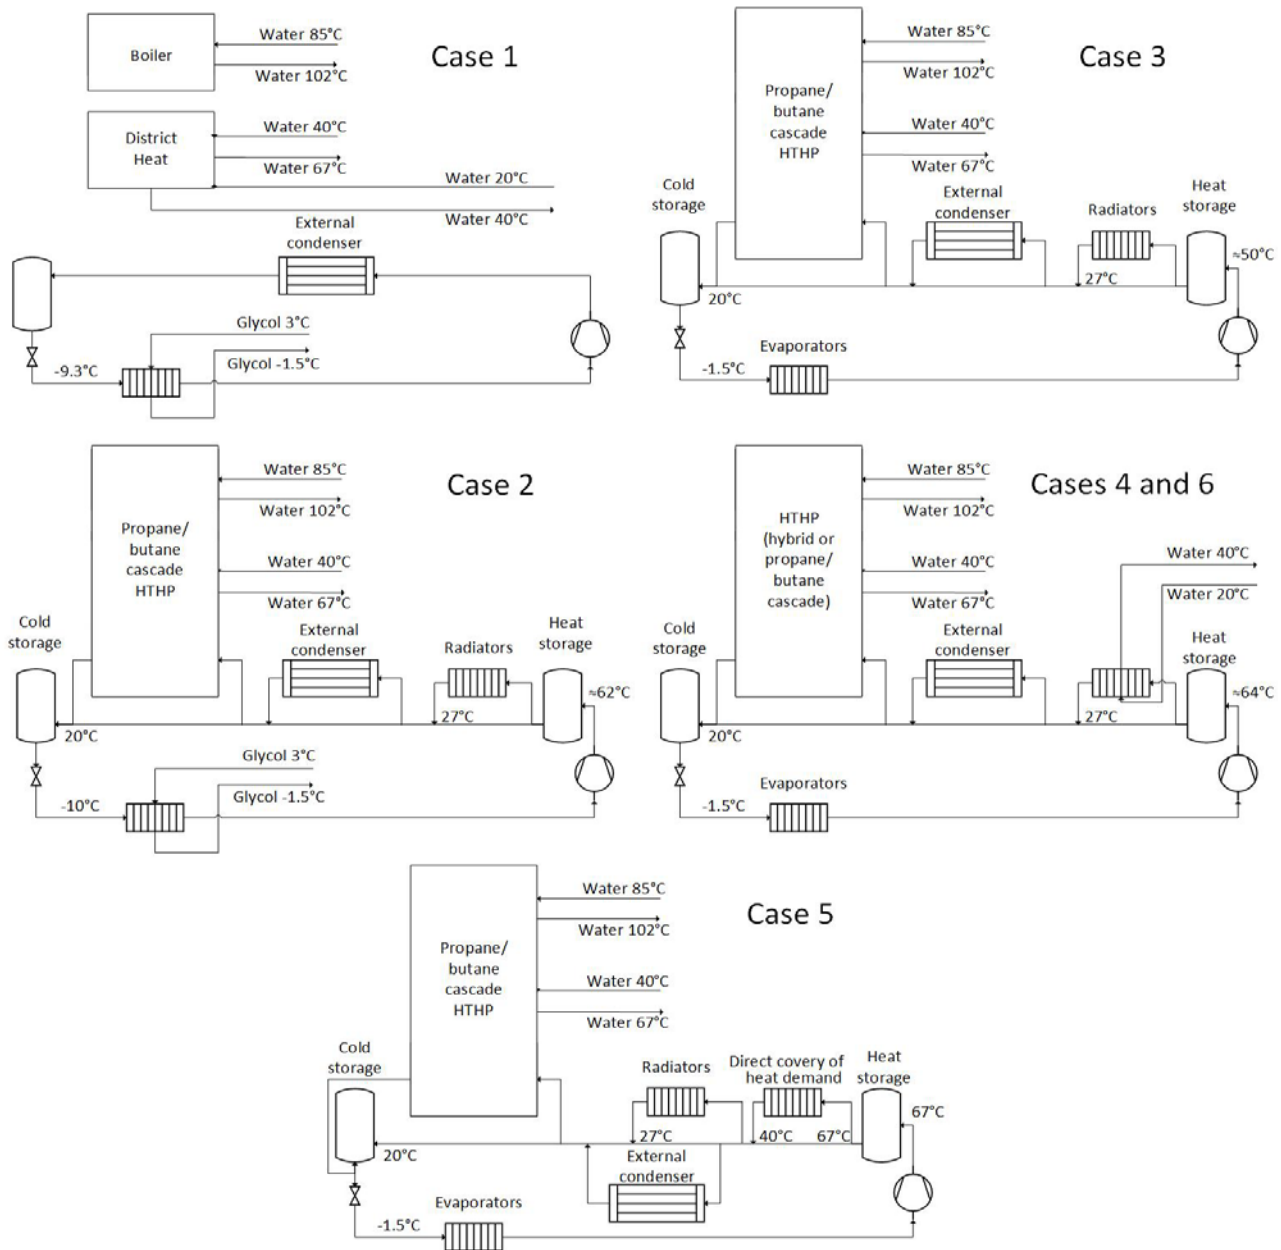 Case 1
Boiler
Water 85°C
Water 102°C
District
Heat
Water 40°C
Water 67°C
Water 20°C
Water 40°C
External
condenser
Glycol 3°C
Glycol -1.5°C
-9.3°C
Case 3
Propane/
butane
cascade
HTHP
Water 85°C
Water 102°C
Water 40°C
Water 67°C
Cold
storage
External
condenser
Radiators
Heat
storage
≈50°C
27°C
20°C
Evaporators
-1.5°C
Case 2
Propane/
butane
cascade
HTHP
Water 85°C
Water 102°C
Water 40°C
Water 67°C
Cold
storage
External
condenser
Radiators
Heat
storage
≈62°C
27°C
20°C
Glycol 3°C
Glycol -1.5°C
-10°C
Cases 4 and 6
HTHP
(hybrid or
propane/
butane
cascade)
Water 85°C
Water 102°C
Water 40°C
Water 67°C
Water 40°C
Water 20°C
Cold
storage
External
condenser
Heat
storage
≈64°C
27°C
20°C
Evaporators
-1.5°C
Case 5
Propane/
butane
cascade
HTHP
Water 85°C
Water 102°C
Water 40°C
Water 67°C
Cold
storage
Radiators
Direct covery of
heat demand
Heat
storage
67°C
27°C
40°C
67°C
20°C
External
condenser
Evaporators
-1.5°C